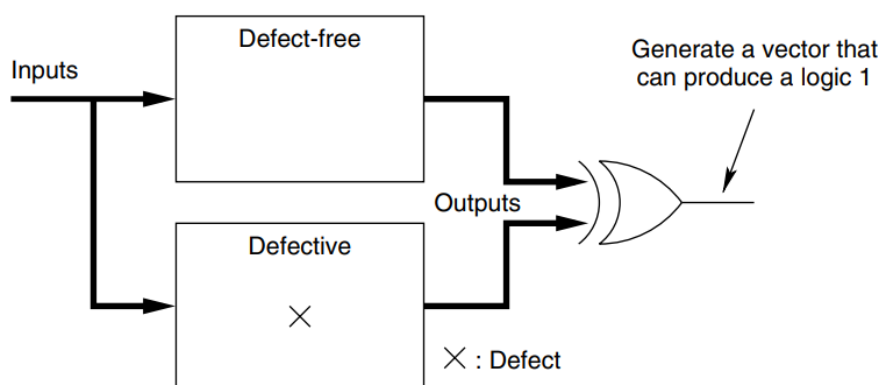 Defect-free
Generate a vector that
can produce a logic 1
Inputs
Outputs
Defective
× : Defect